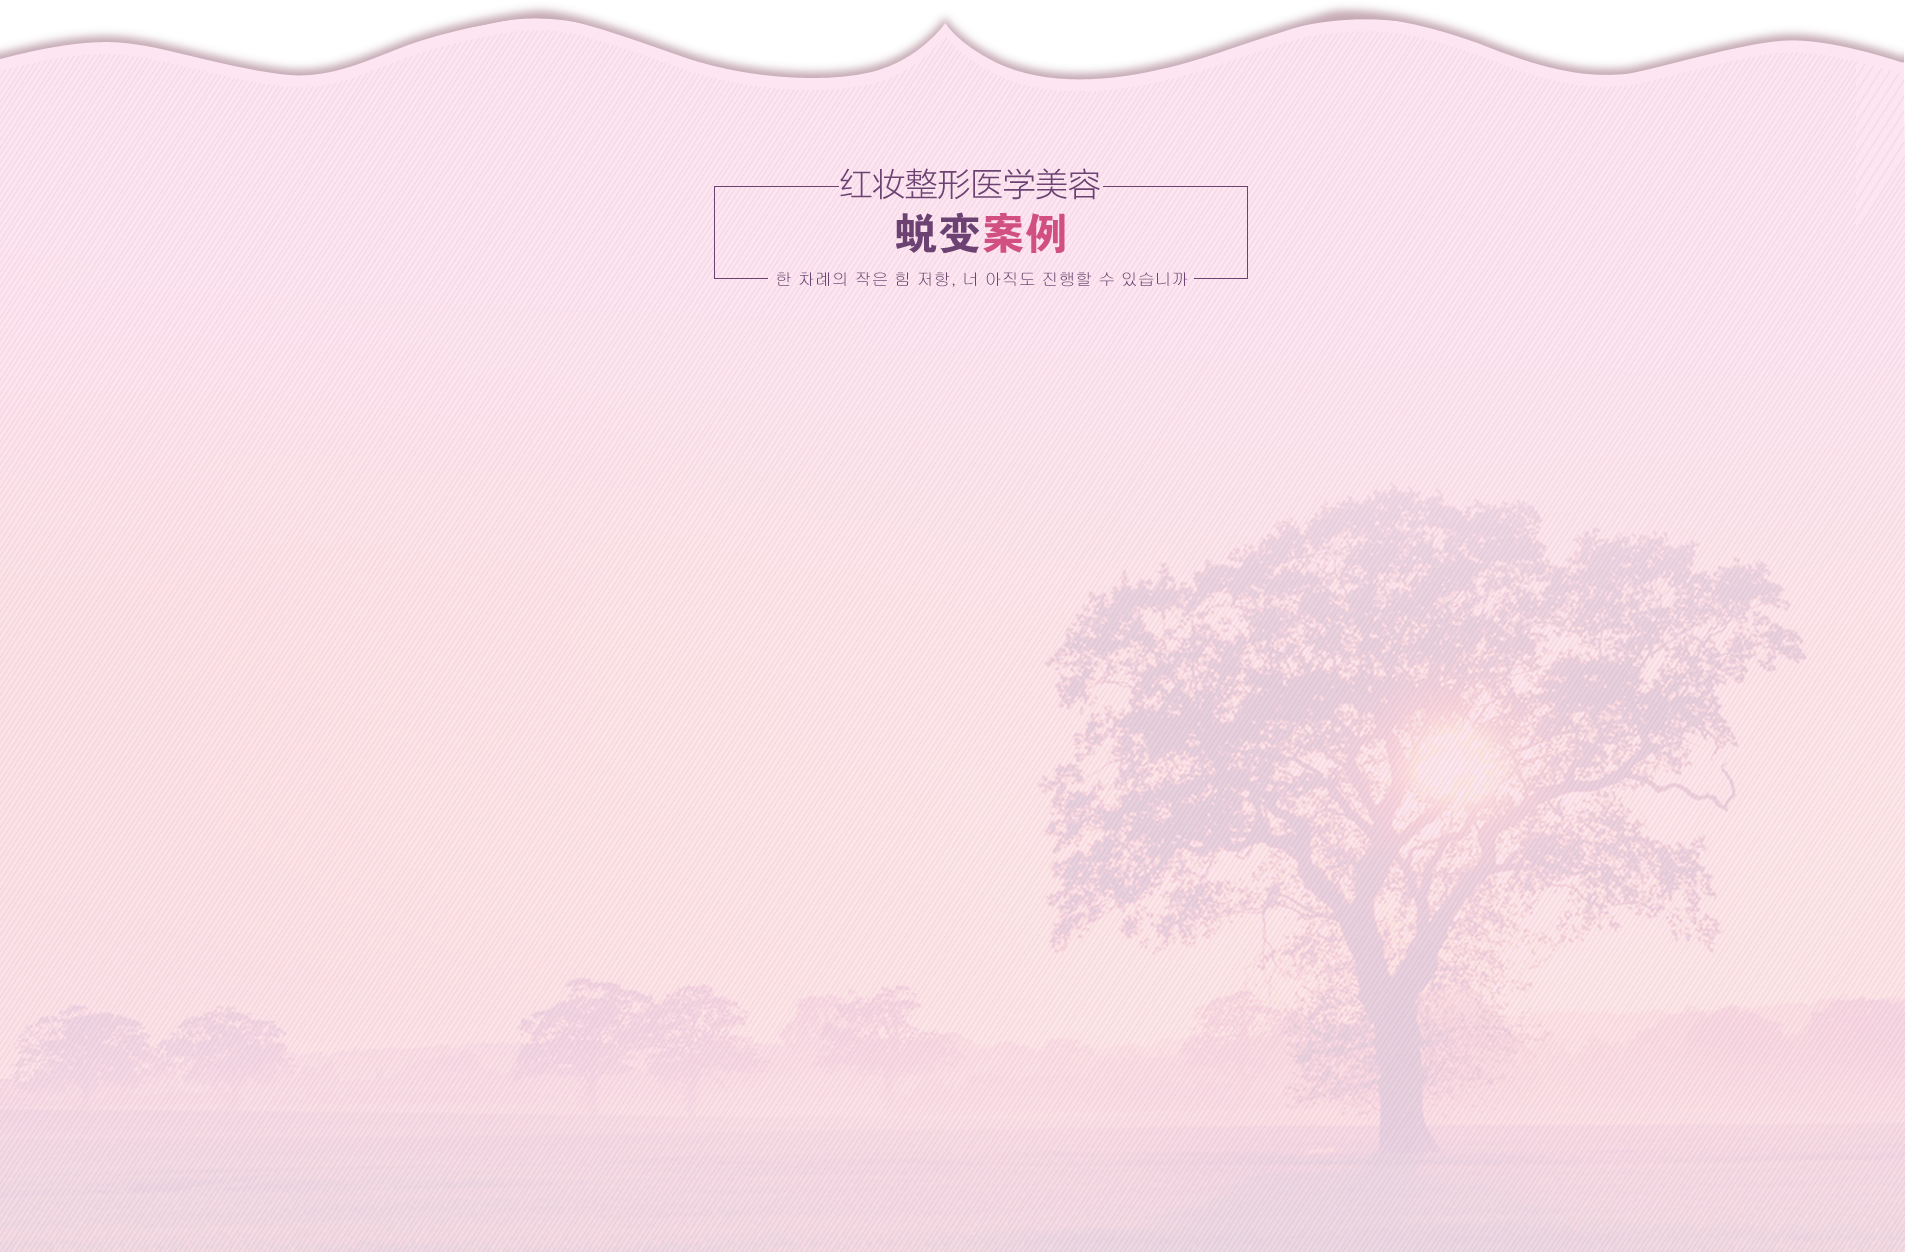 红妆整形医学美容
蜕变案例
한 차례의 작은 힘 저항, 너 아직도 진행할 수 있습니까